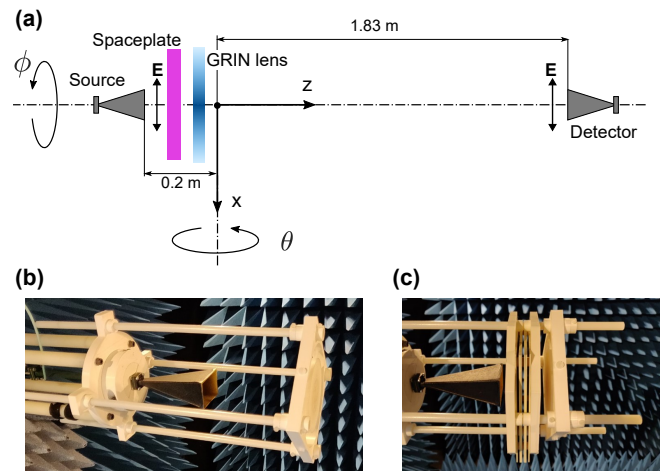 (a)
1.83 m
Spaceplate
GRIN lens
ϕ
Source
E
E
z
Detector
0.2 m
x
θ
(b)
(c)